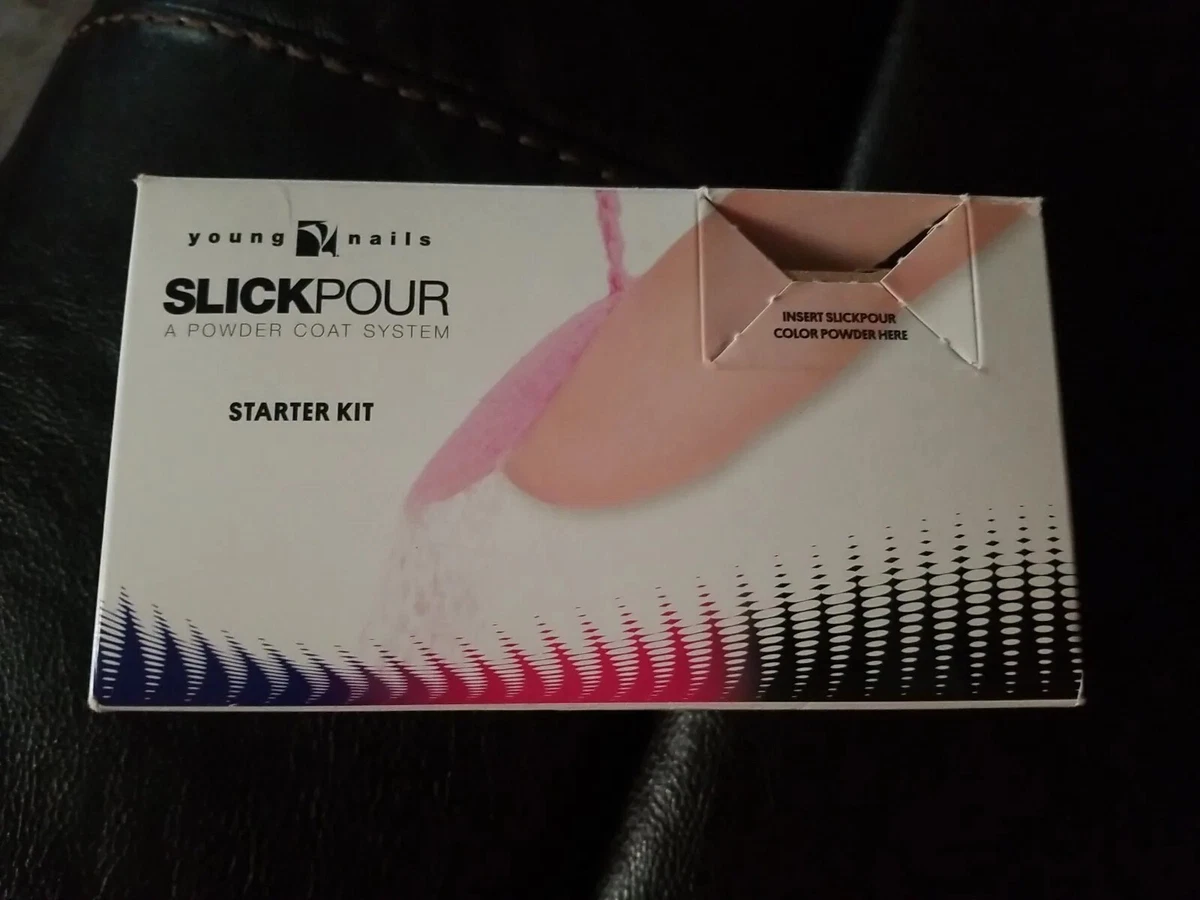 young nails
SLICKPOUR
A POWDER COAT SYSTEM
STARTER KIT
INSERT SLICKPOUR
COLOR POWDER HERE